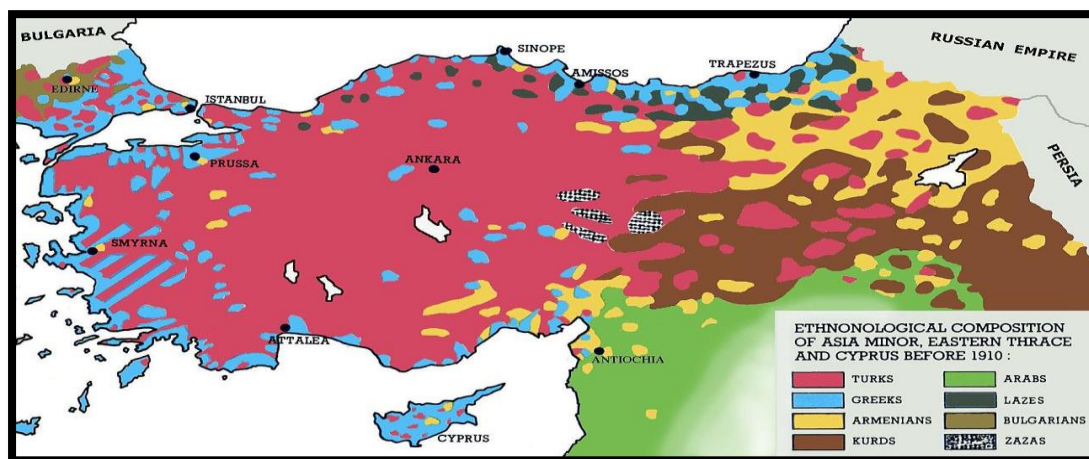 BULGARIA
RUSSIAN EMPIRE
SINOPE
TRAPEZUS
AMISSOS
EDIRNE
ISTANBUL
PERSIA
PRUSSA
ANKARA
SMYRNA
ATTALEA
ANTIOCHIA
CYPRUS
ETHNONOLOGICAL COMPOSITION
OF ASIA MINOR, EASTERN THRACE
AND CYPRUS BEFORE 1910 :
TURKS
ARABS
GREEKS
LAZES
ARMENIANS
BULGARIANS
KURDS
ZAZAS